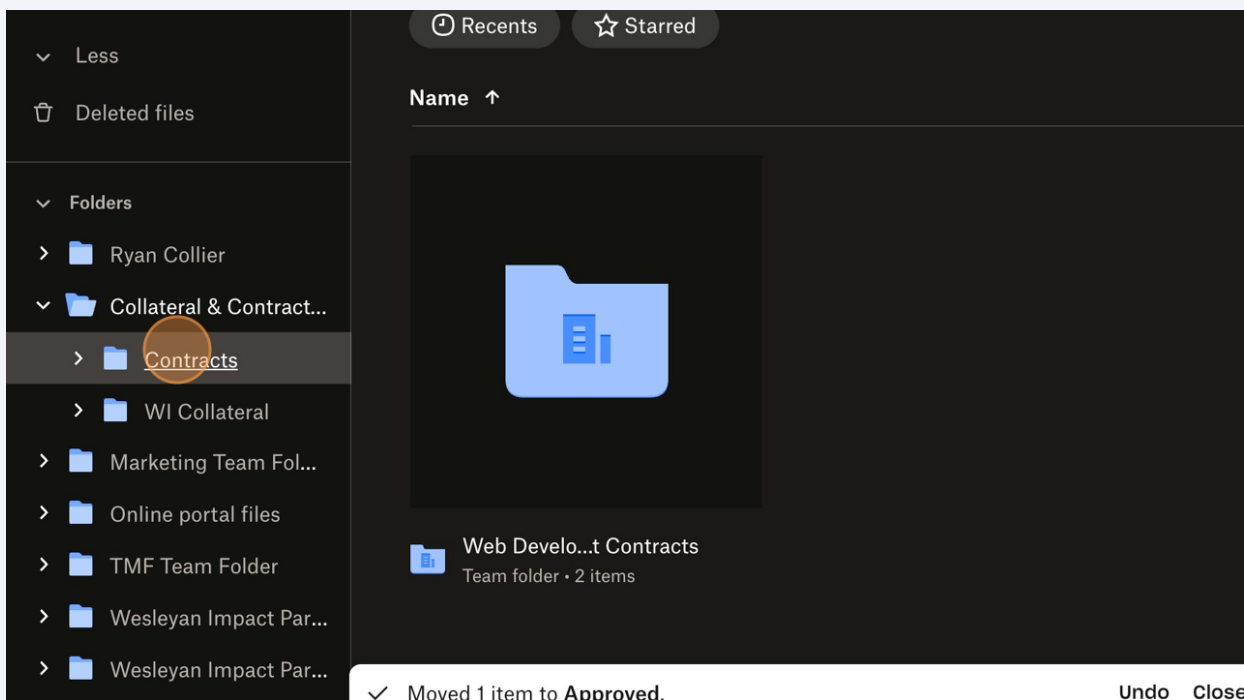 Less
Deleted files
Folders
Ryan Collier
Collateral & Contract...
Contracts
WI Collateral
Marketing Team Fol...
Online portal files
TMF Team Folder
Wesleyan Impact Par...
Wesleyan Impact Par...
Recents Starred
Name
Web Develo...t Contracts
Team folder • 2 items
Moved 1 item to Approved. Undo Close